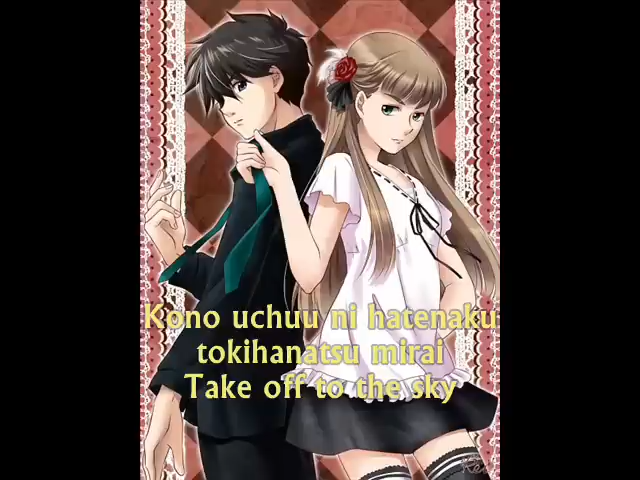 Kono uchuu ni hatenaku
tokihanatsu mirai
Take off to the sky